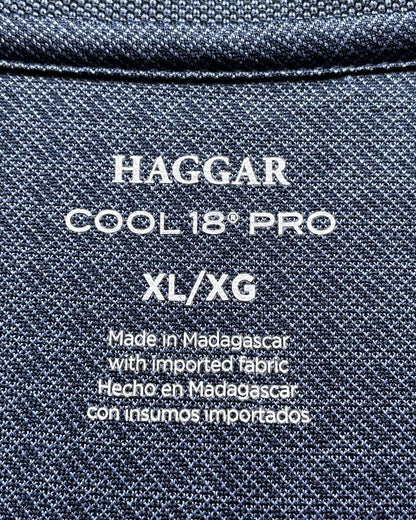 HAGGAR
COOL 18® PRO
XL/XG
Made in Madagascar
with imported fabric
Hecho en Madagascar
con insumos importados